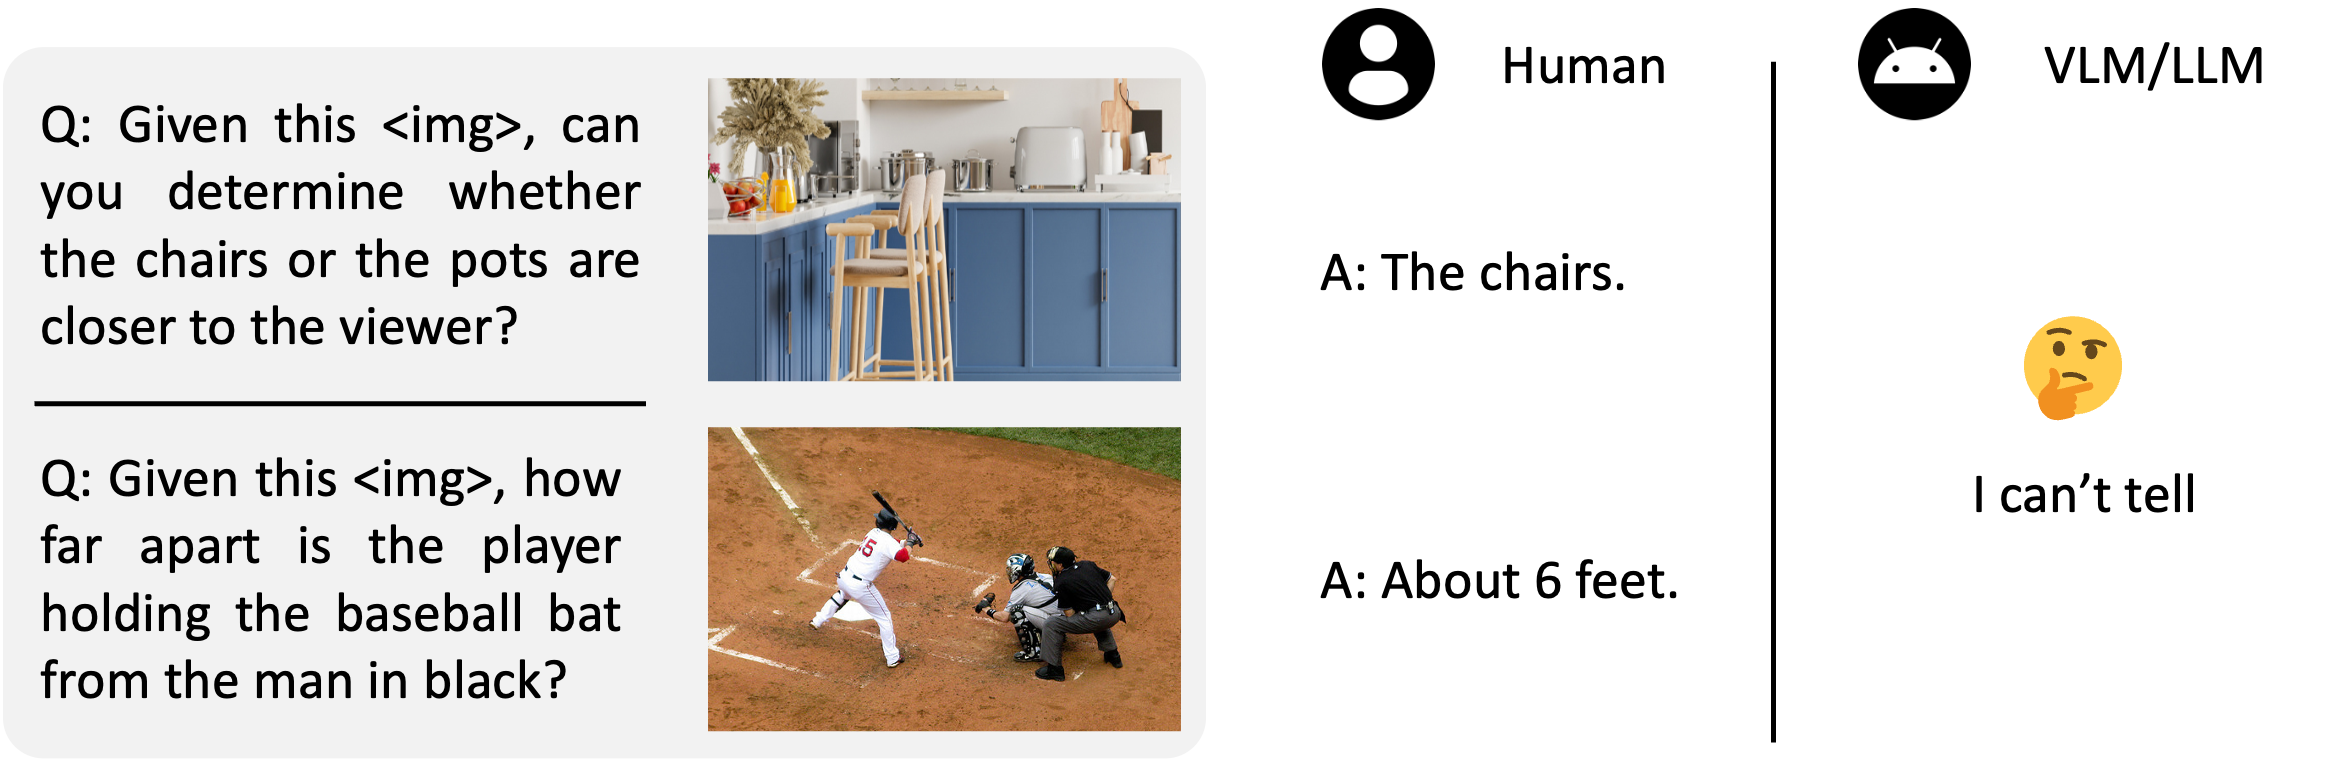 Q: Given this <img>, can
you determine whether
the chairs or the pots are
closer to the viewer?
Q: Given this <img>, how
far apart is the player
holding the baseball bat
from the man in black?
15
Human
A: The chairs.
A: About 6 feet.
VLM/LLM
I can’t tell